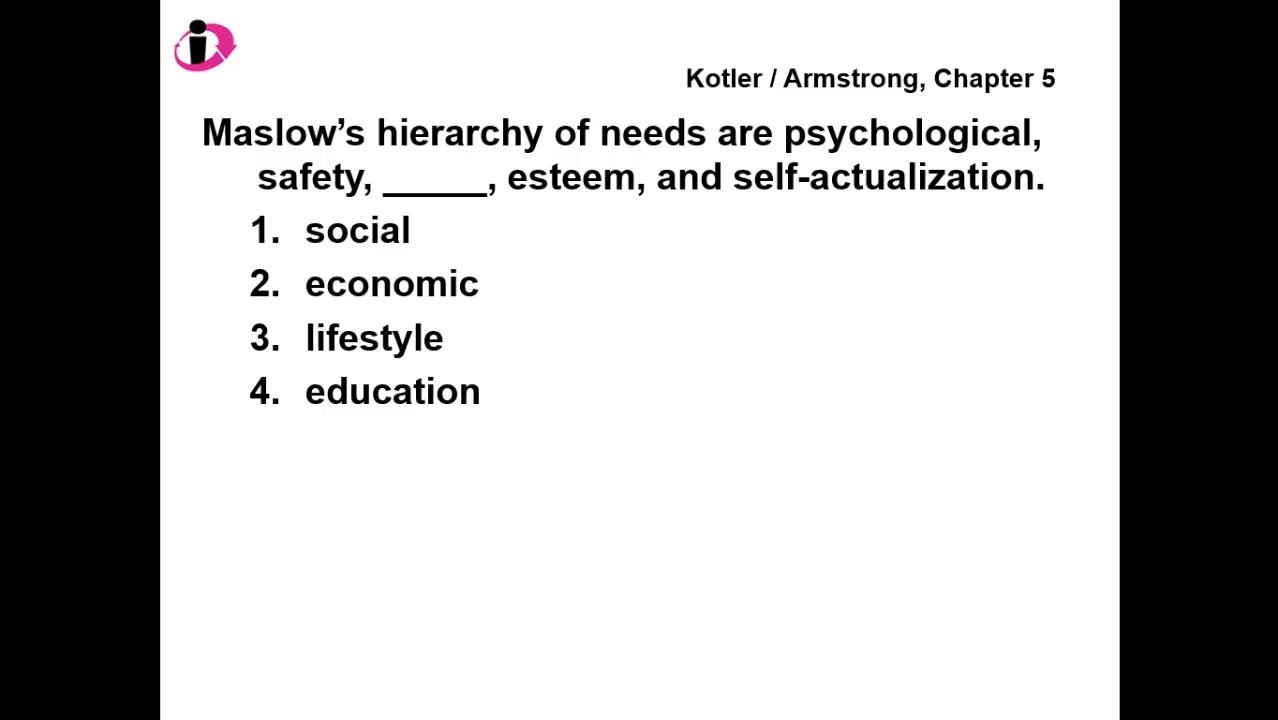 Kotler / Armstrong, Chapter 5
Maslow’s hierarchy of needs are psychological,
safety, _____, esteem, and self-actualization.
1. social
2. economic
3. lifestyle
4. education